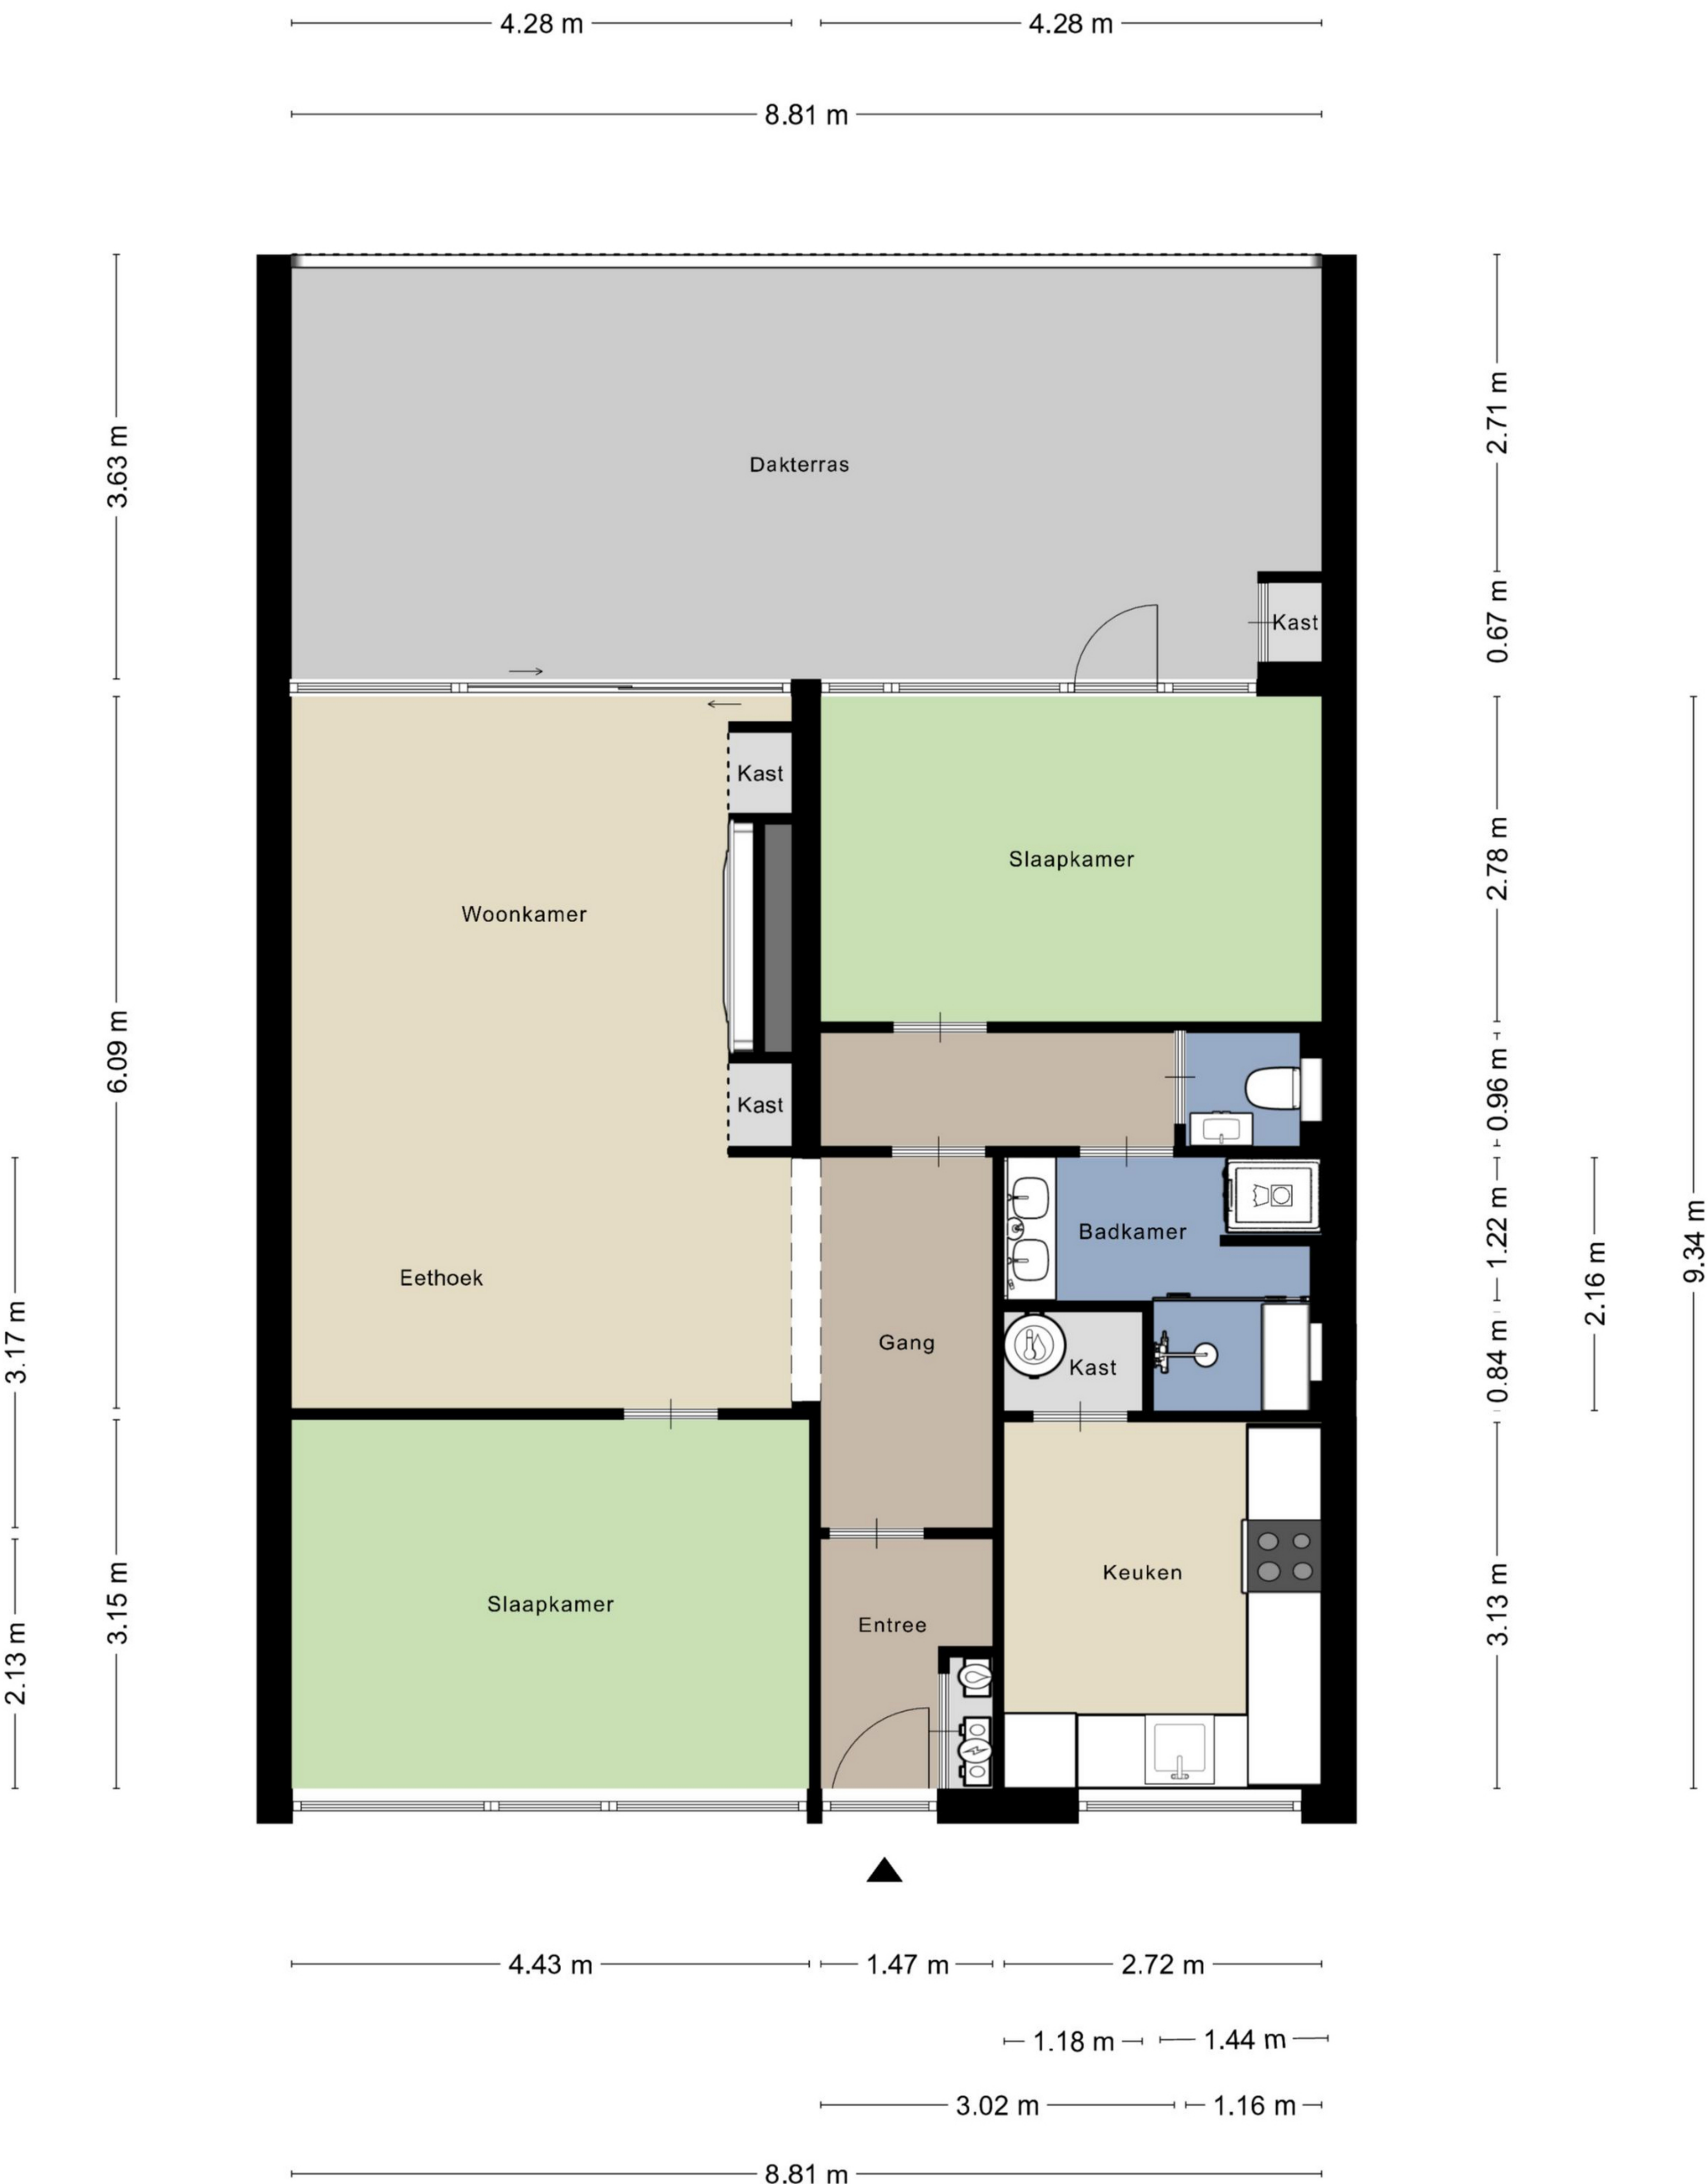 4.28 m
4.28 m
8.81 m
3.63 m
2.71 m
Dakterras
0.67 m
Kast
Kast
Slaapkamer
2.78 m
Woonkamer
6.09 m
9.34 m
0.96 m
Kast
1.22 m
Badkamer
2.16 m
Eethoek
3.17 m
Gang
0.84 m
Kast
Keuken
3.13 m
Slaapkamer
3.15 m
Entree
2.13 m
4.43 m
1.47 m
2.72 m
1.18 m
1.44 m
3.02 m
1.16 m
8.81 m